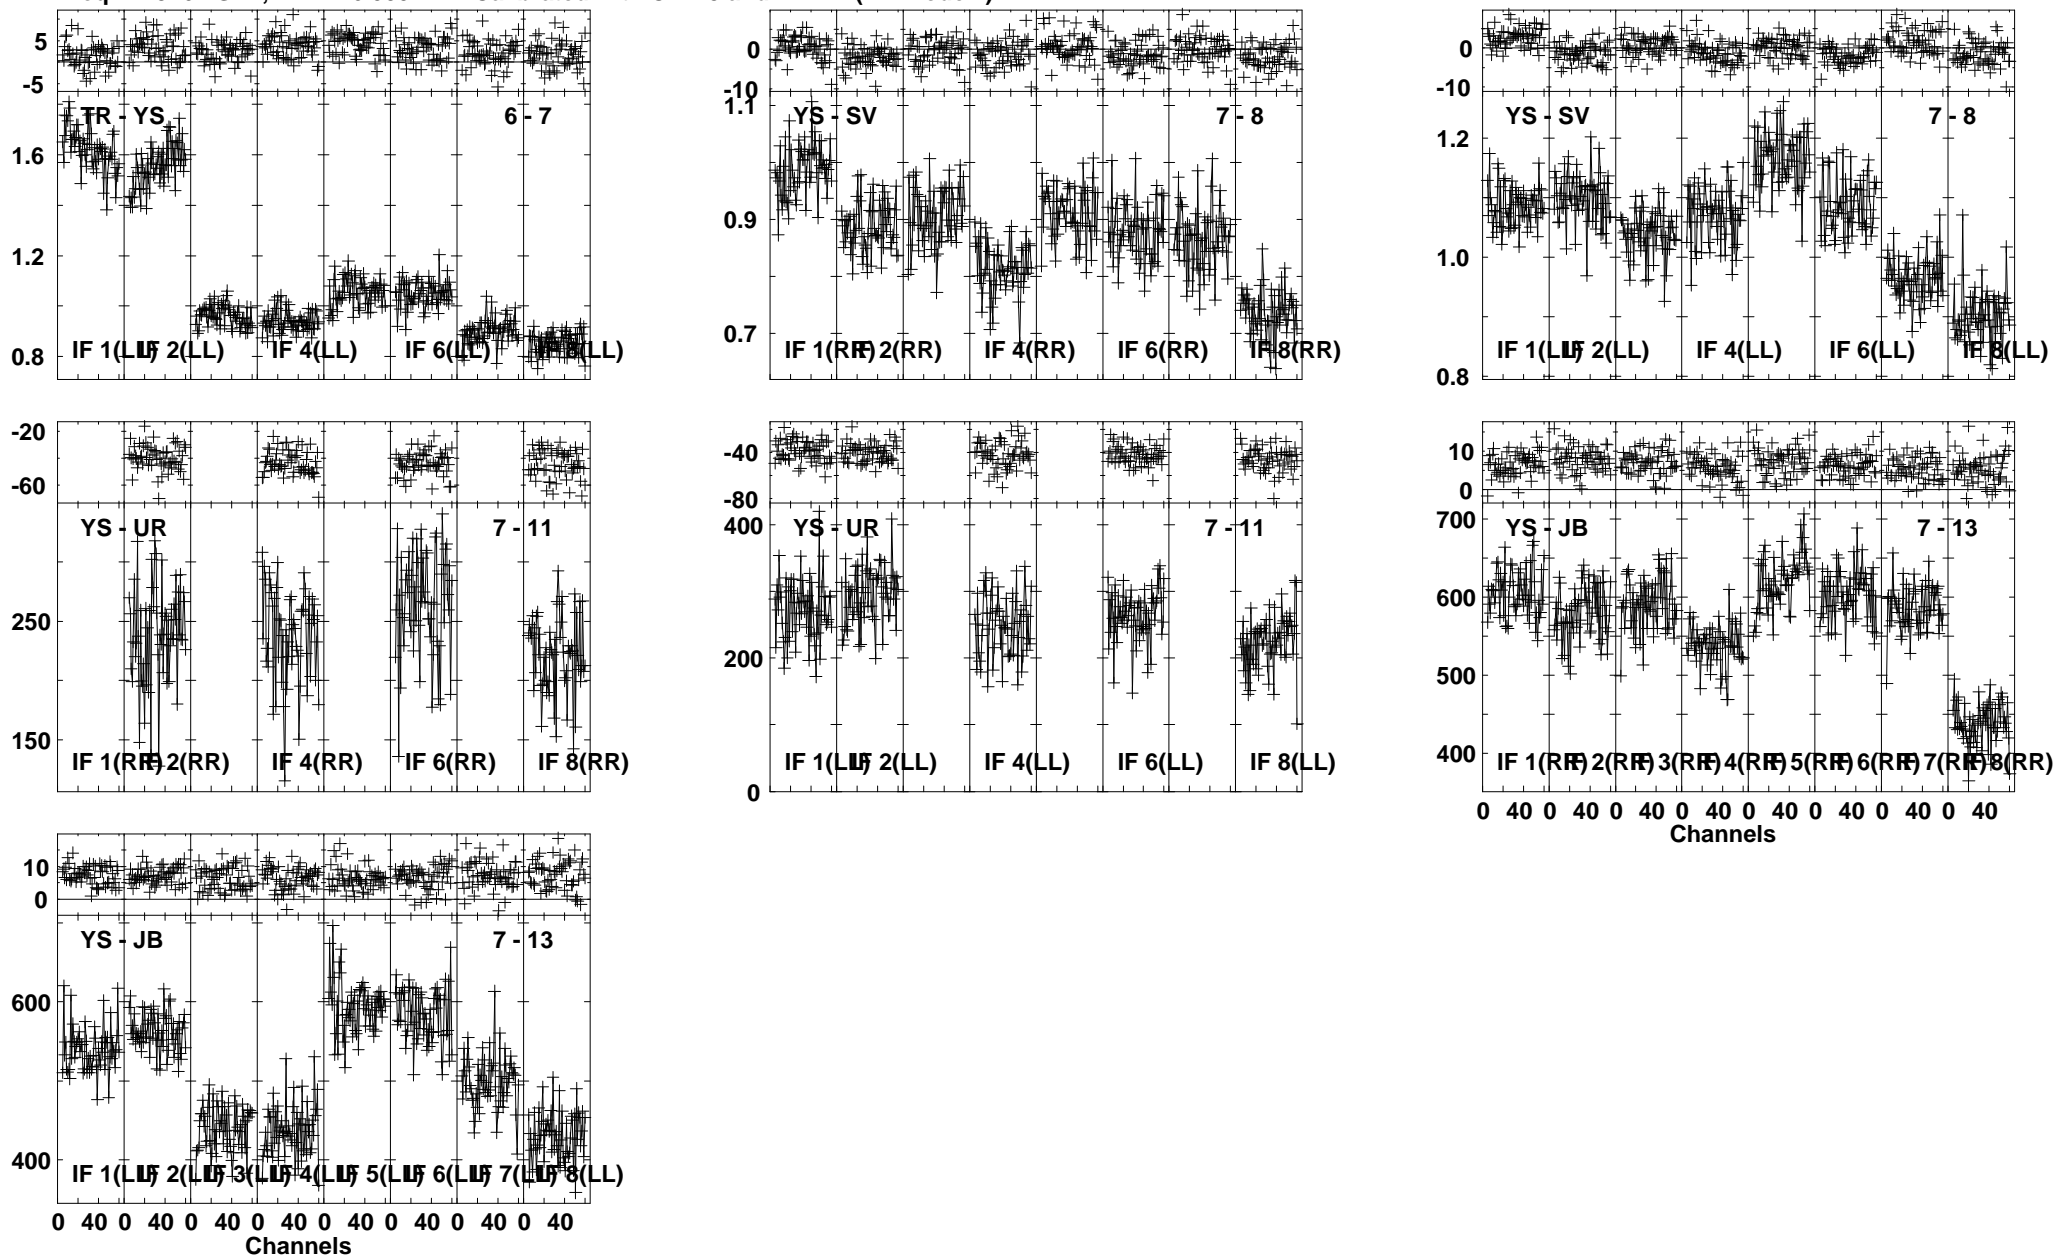 5
-5
TR - YS 6 - 7
1.6
1.2
0.8
IF 1(LL) IF 2(LL) IF 4(LL) IF 6(LL) IF 8(LL)
0
-10
1.1
YS - SV 7 - 8
0.9
0.7
IF 1(RR) IF 2(RR) IF 4(RR) IF 6(RR) IF 8(RR)
0
-10
YS - SV 7 - 8
1.2
1.0
0.8
IF 1(LL) IF 2(LL) IF 4(LL) IF 6(LL) IF 8(LL)
-20
-60
YS - UR 7 - 11
250
150
IF 1(RR) IF 2(RR) IF 4(RR) IF 6(RR) IF 8(RR)
-40
-80
400
YS - UR 7 - 11
200
0
IF 1(LL) IF 2(LL) IF 4(LL) IF 6(LL) IF 8(LL)
10
0
700
YS - JB 7 - 13
600
500
400
IF 1(RR) IF 2(RR) IF 3(RR) IF 4(RR) IF 5(RR) IF 6(RR) IF 7(RR) IF 8(RR)
0 40 0 40 0 40 0 40 0 40 0 40 0 40 0 40
Channels
10
0
YS - JB 7 - 13
600
400
IF 1(LL) IF 2(LL) IF 3(LL) IF 4(LL) IF 5(LL) IF 6(LL) IF 7(LL) IF 8(LL)
0 40 0 40 0 40 0 40 0 40 0 40 0 40 0 40
Channels